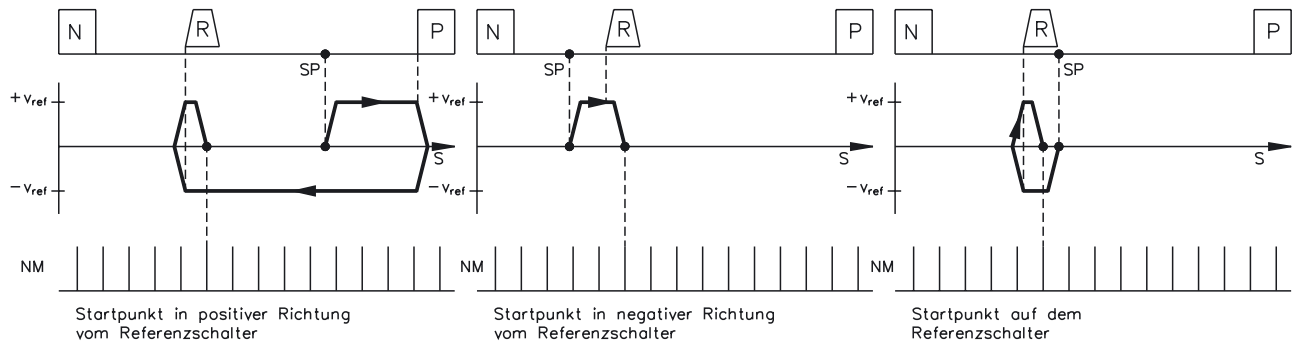 N R P N R P N R P
SP SP SP
+ vref + vref + vref
S S S
− vref − vref − vref
NM NM NM
Startpunkt in positiver Richtung
vom Referenzschalter
Startpunkt in negativer Richtung
vom Referenzschalter
Startpunkt auf dem
Referenzschalter